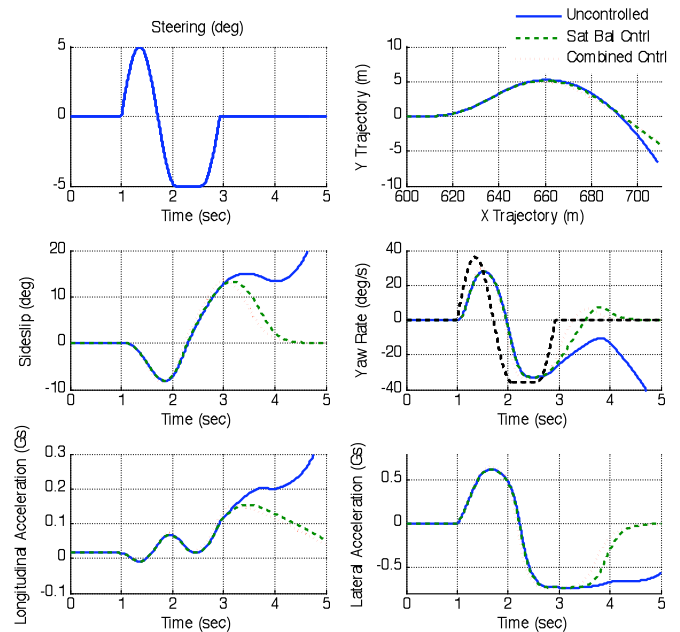 Steering (deg)
Uncontrolled
Sat Bal Cntrl
Combined Cntrl
5
0
-5
0 1 2 3 4 5
Time (sec)
Y Trajectory (m)
10
5
0
-5
-10
600 620 640 660 680 700
X Trajectory (m)
Sideslip (deg)
20
10
0
-10
0 1 2 3 4 5
Time (sec)
Yaw Rate (deg/s)
40
20
0
-20
-40
0 1 2 3 4 5
Time (sec)
Longitudinal Acceleration (Gs)
0.3
0.2
0.1
0
-0.1
0 1 2 3 4 5
Time (sec)
Lateral Acceleration (Gs)
0.5
0
-0.5
0 1 2 3 4 5
Time (sec)